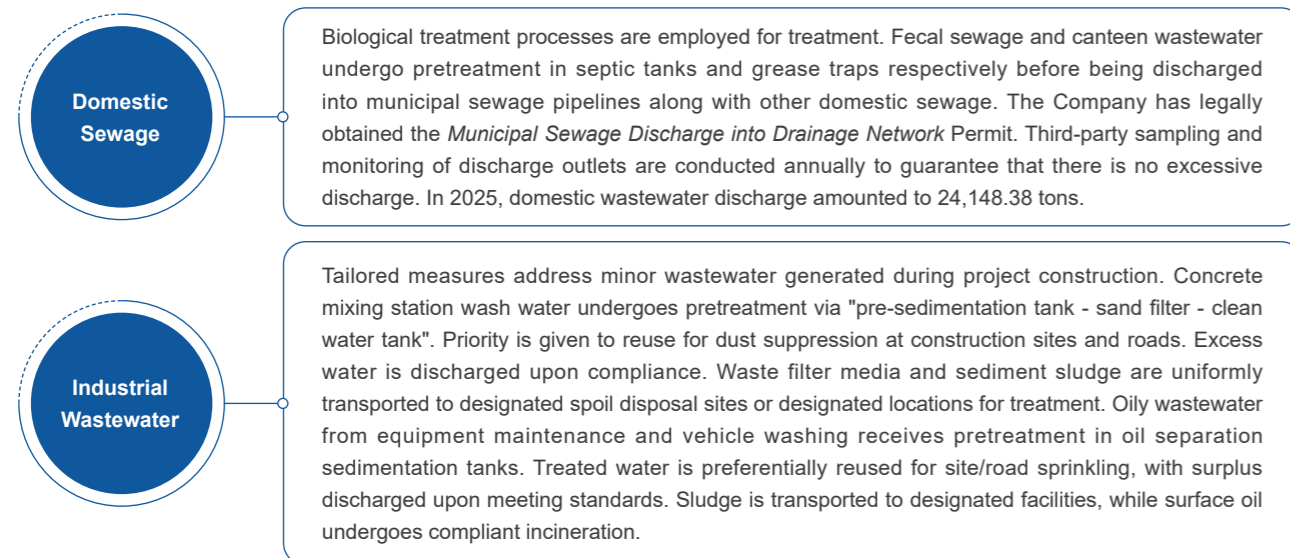 Domestic
Sewage
Biological treatment processes are employed for treatment. Fecal sewage and canteen wastewater
undergo pretreatment in septic tanks and grease traps respectively before being discharged
into municipal sewage pipelines along with other domestic sewage. The Company has legally
obtained the Municipal Sewage Discharge into Drainage Network Permit. Third-party sampling and
monitoring of discharge outlets are conducted annually to guarantee that there is no excessive
discharge. In 2025, domestic wastewater discharge amounted to 24,148.38 tons.
Industrial
Wastewater
Tailored measures address minor wastewater generated during project construction. Concrete
mixing station wash water undergoes pretreatment via "pre-sedimentation tank - sand filter - clean
water tank". Priority is given to reuse for dust suppression at construction sites and roads. Excess
water is discharged upon compliance. Waste filter media and sediment sludge are uniformly
transported to designated spoil disposal sites or designated locations for treatment. Oily wastewater
from equipment maintenance and vehicle washing receives pretreatment in oil separation
sedimentation tanks. Treated water is preferentially reused for site/road sprinkling, with surplus
discharged upon meeting standards. Sludge is transported to designated facilities, while surface oil
undergoes compliant incineration.